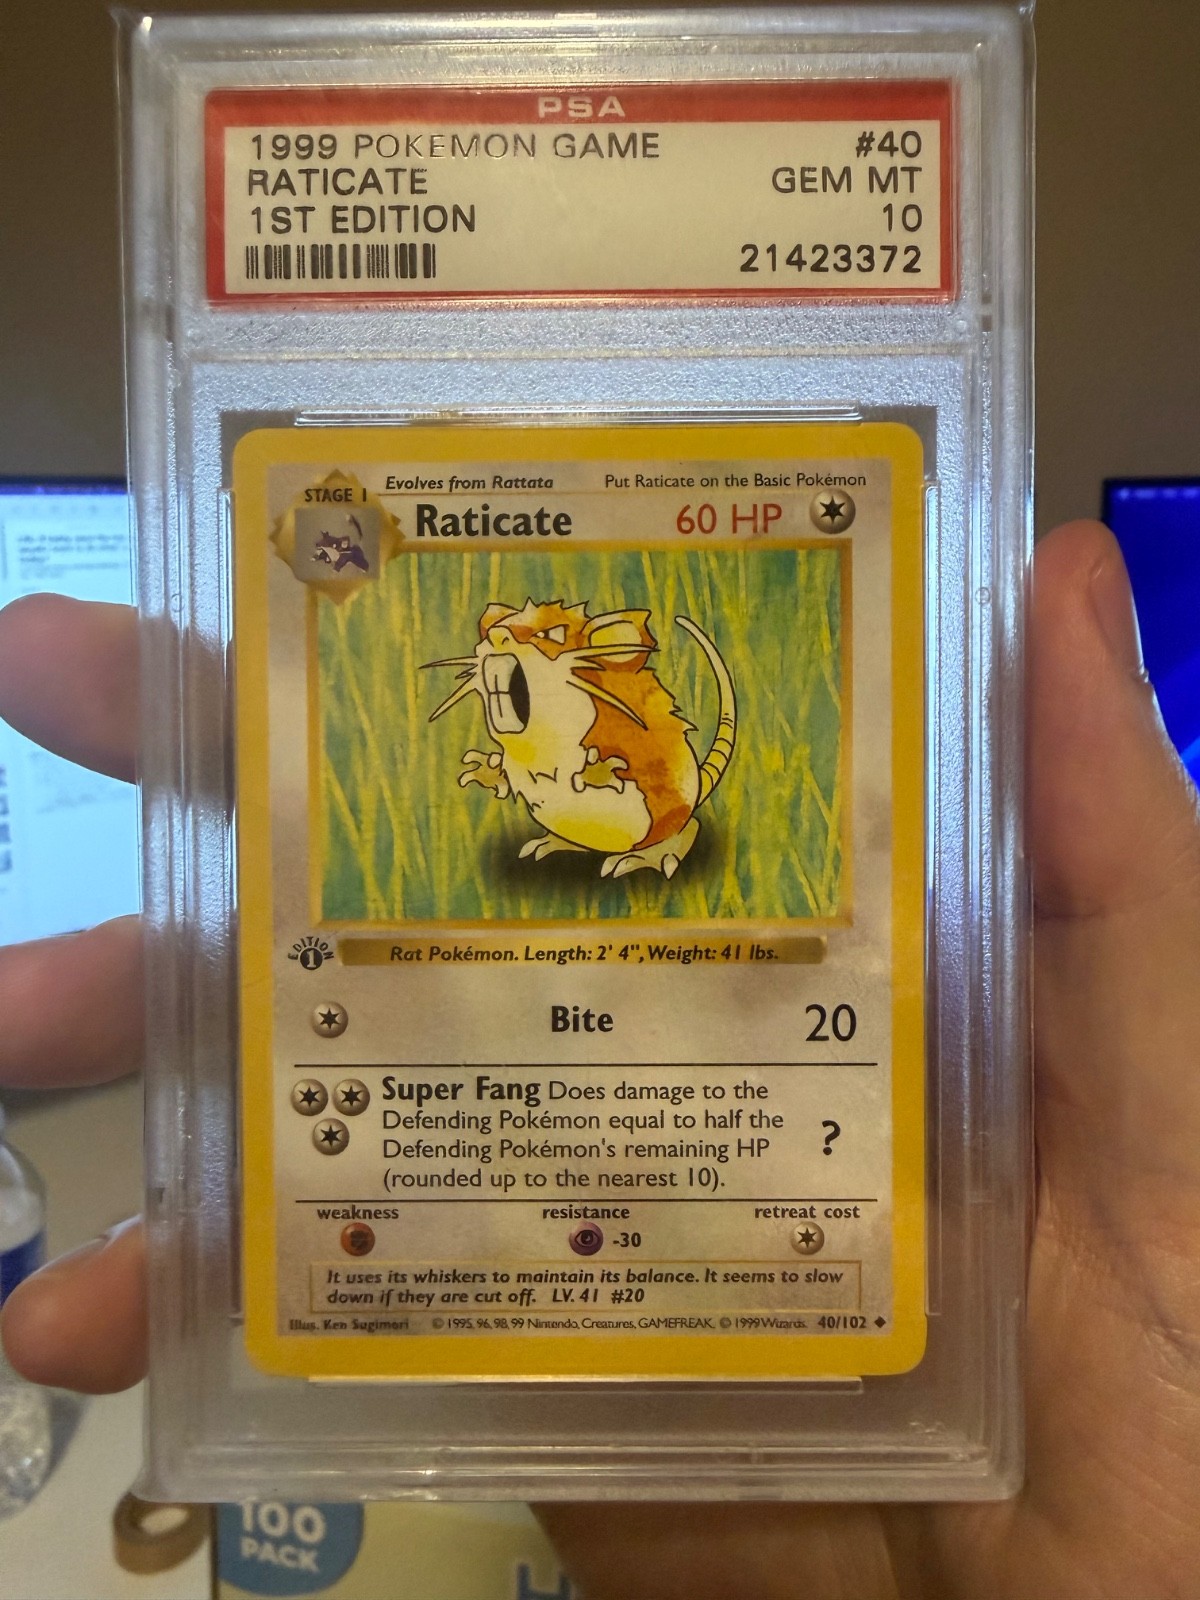 PSA
1999 POKEMON GAME #40
RATICATE GEM MT
1ST EDITION 10
21423372
STAGE 1
Evolves from Rattata
Put Raticate on the Basic Pokémon
Raticate 60 HP
EDITION
1
Rat Pokémon. Length: 2' 4", Weight: 41 lbs.
Bite 20
Super Fang Does damage to the
Defending Pokémon equal to half the
Defending Pokémon's remaining HP ?
(rounded up to the nearest 10).
weakness resistance retreat cost
-30
It uses its whiskers to maintain its balance. It seems to slow
down if they are cut off. LV. 41 #20
Illus. Ken Sugimori © 1995, 96, 98, 99 Nintendo, Creatures, GAMEFREAK. © 1999 Wizards. 40/102
100
PACK